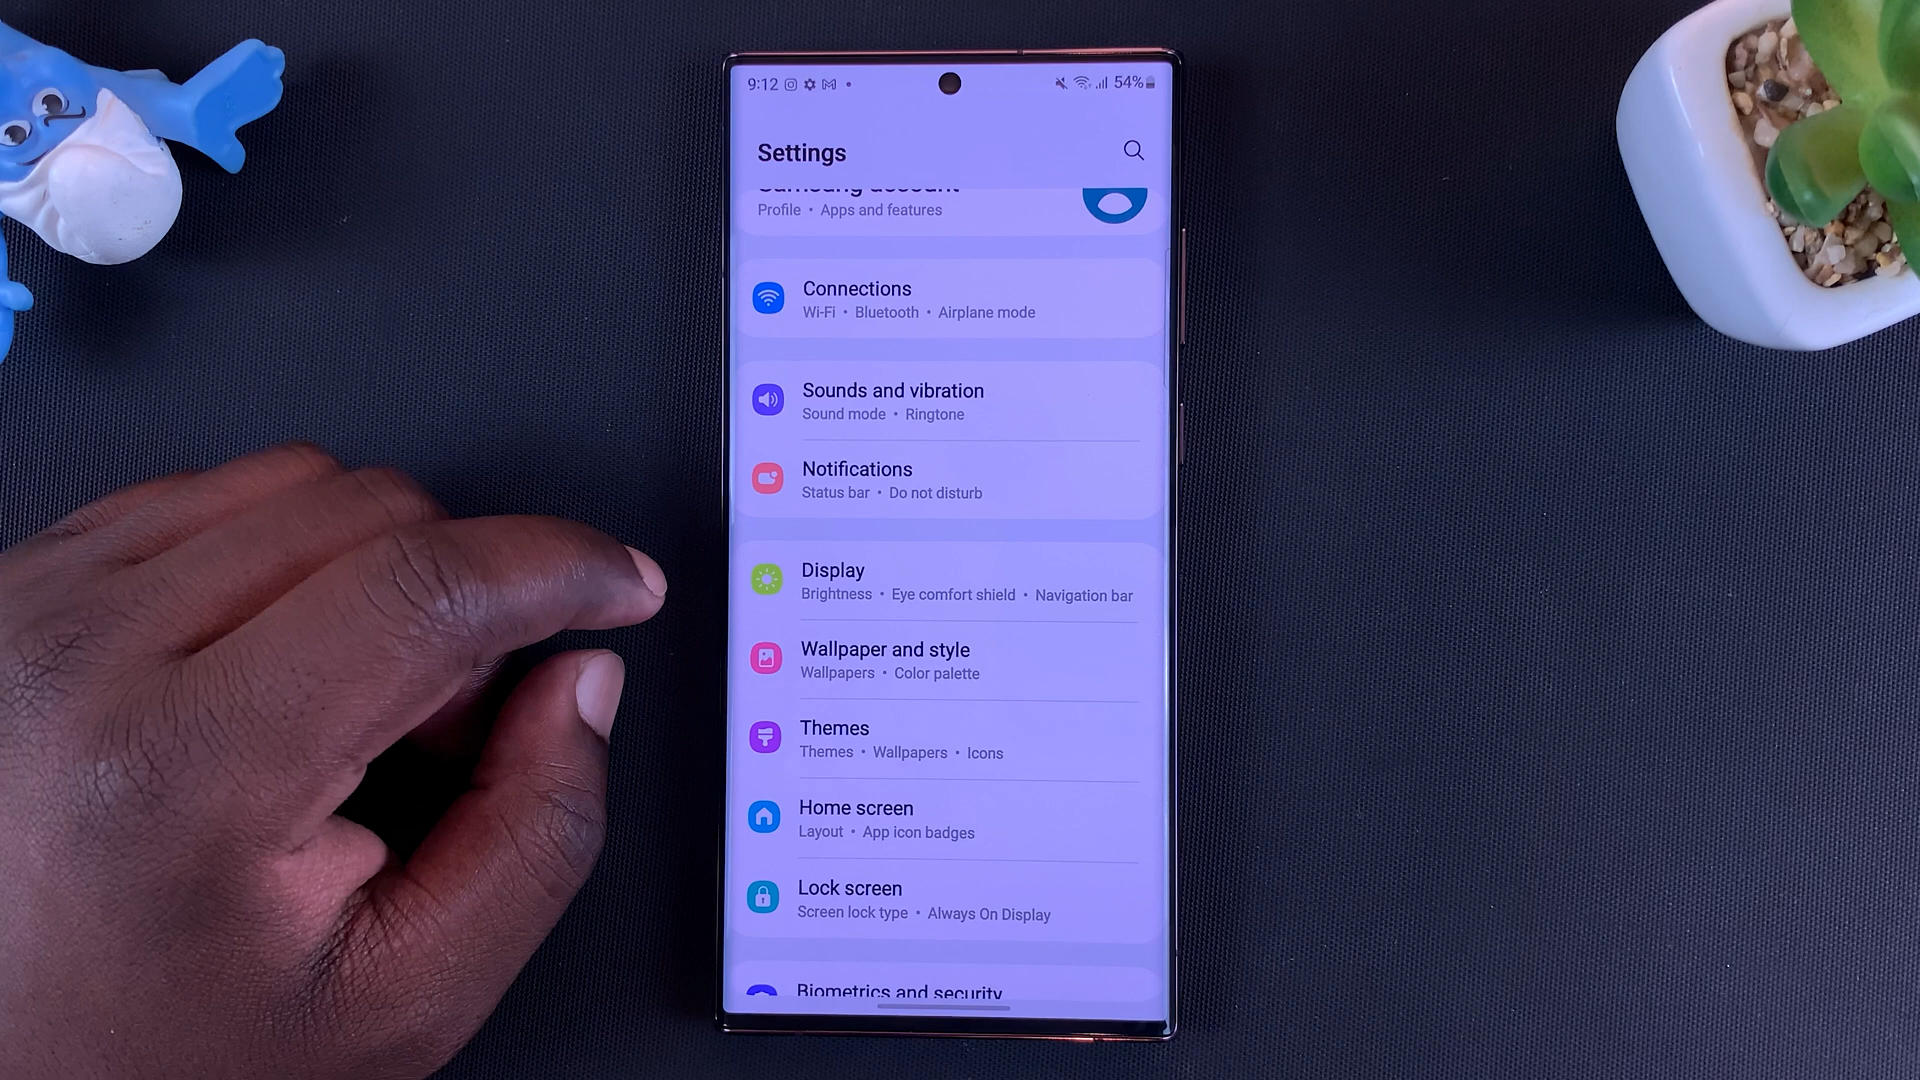 9:12 54%
Settings
Samsung account
Profile • Apps and features
Connections
Wi-Fi • Bluetooth • Airplane mode
Sounds and vibration
Sound mode • Ringtone
Notifications
Status bar • Do not disturb
Display
Brightness • Eye comfort shield • Navigation bar
Wallpaper and style
Wallpapers • Color palette
Themes
Themes • Wallpapers • Icons
Home screen
Layout • App icon badges
Lock screen
Screen lock type • Always On Display
Biometrics and security